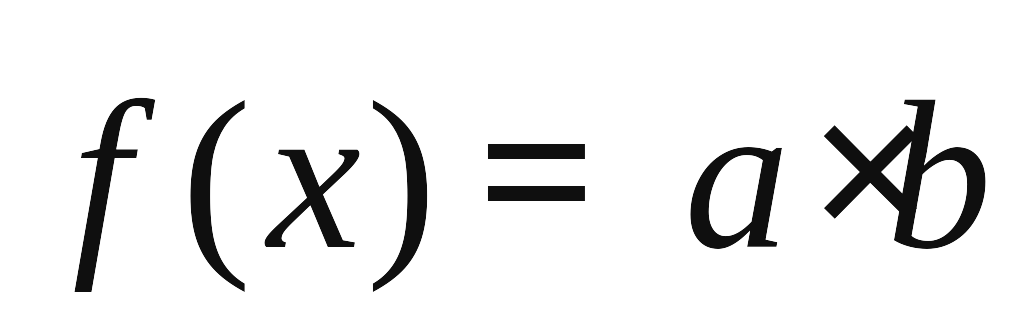 f (x) = a × b